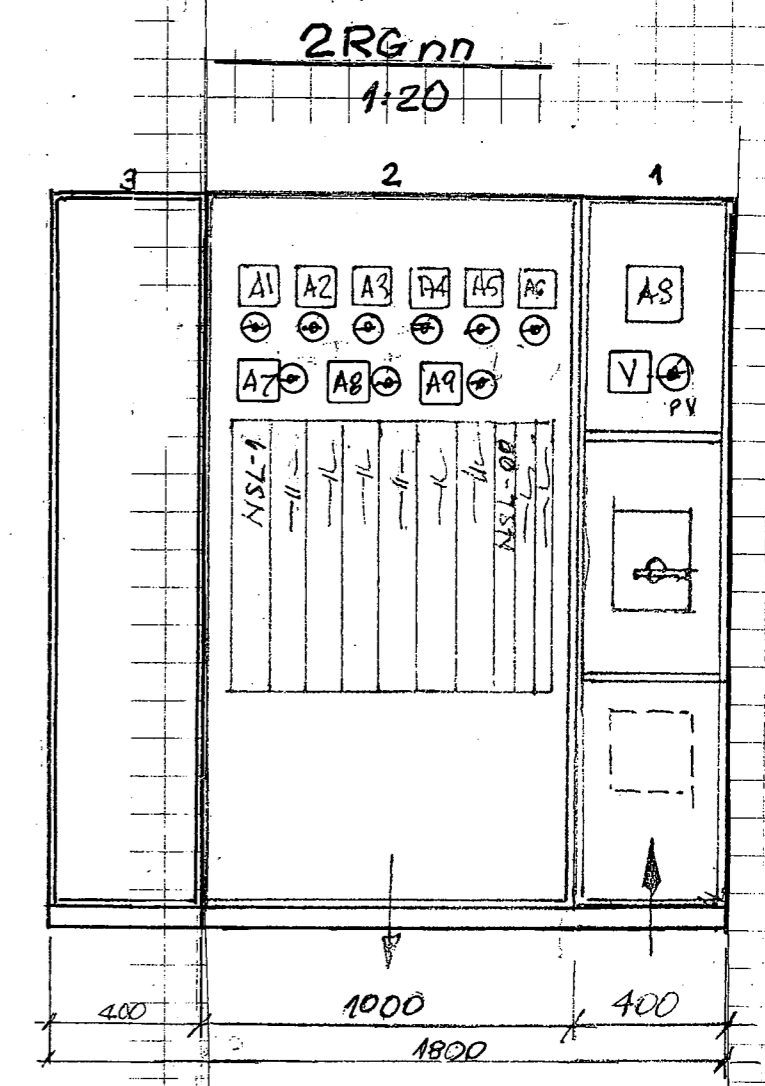 2RGnn
1:20
3 2 1
A1 A2 A3 A4 A5 A6 AS
A7 A8 A9 V
PV
NSL-1 —"— —"— —"— —"— —"— —"— NSL-00 —"— —"—
400 1000 400
1800